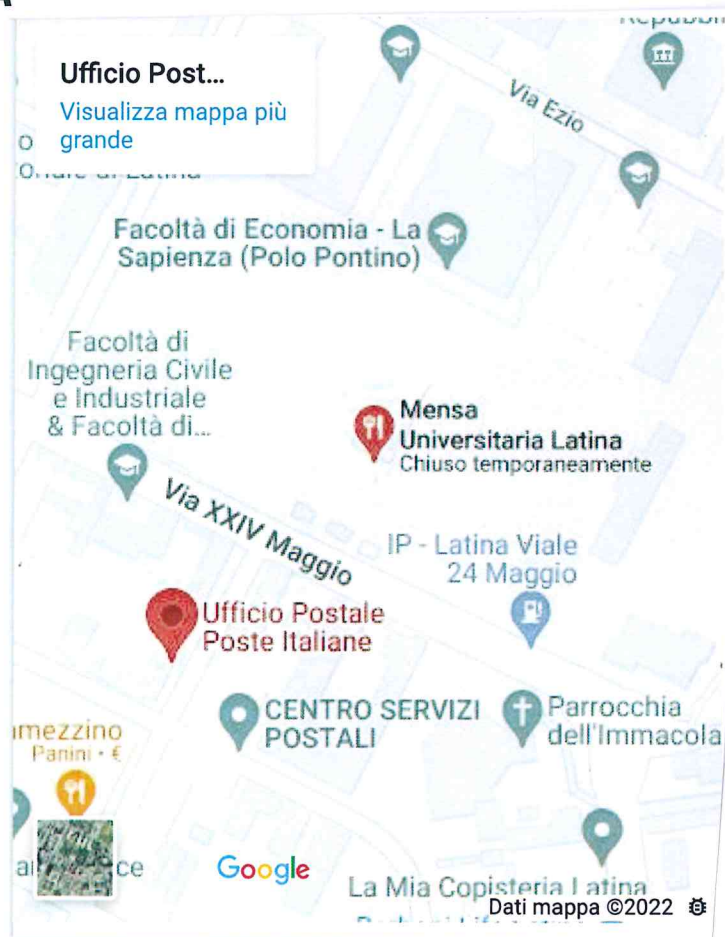 Ufficio Post...
Visualizza mappa più
grande
Via Ezio
Facoltà di Economia - La
Sapienza (Polo Pontino)
Facoltà di
Ingegneria Civile
e Industriale
& Facoltà di...
Mensa
Universitaria Latina
Chiuso temporaneamente
Via XXIV Maggio
IP - Latina Viale
24 Maggio
Ufficio Postale
Poste Italiane
CENTRO SERVIZI
POSTALI
Parrocchia
dell'Immacola
mezzino
Panini · €
ce
Google
La Mia Copisteria Latina
Dati mappa ©2022